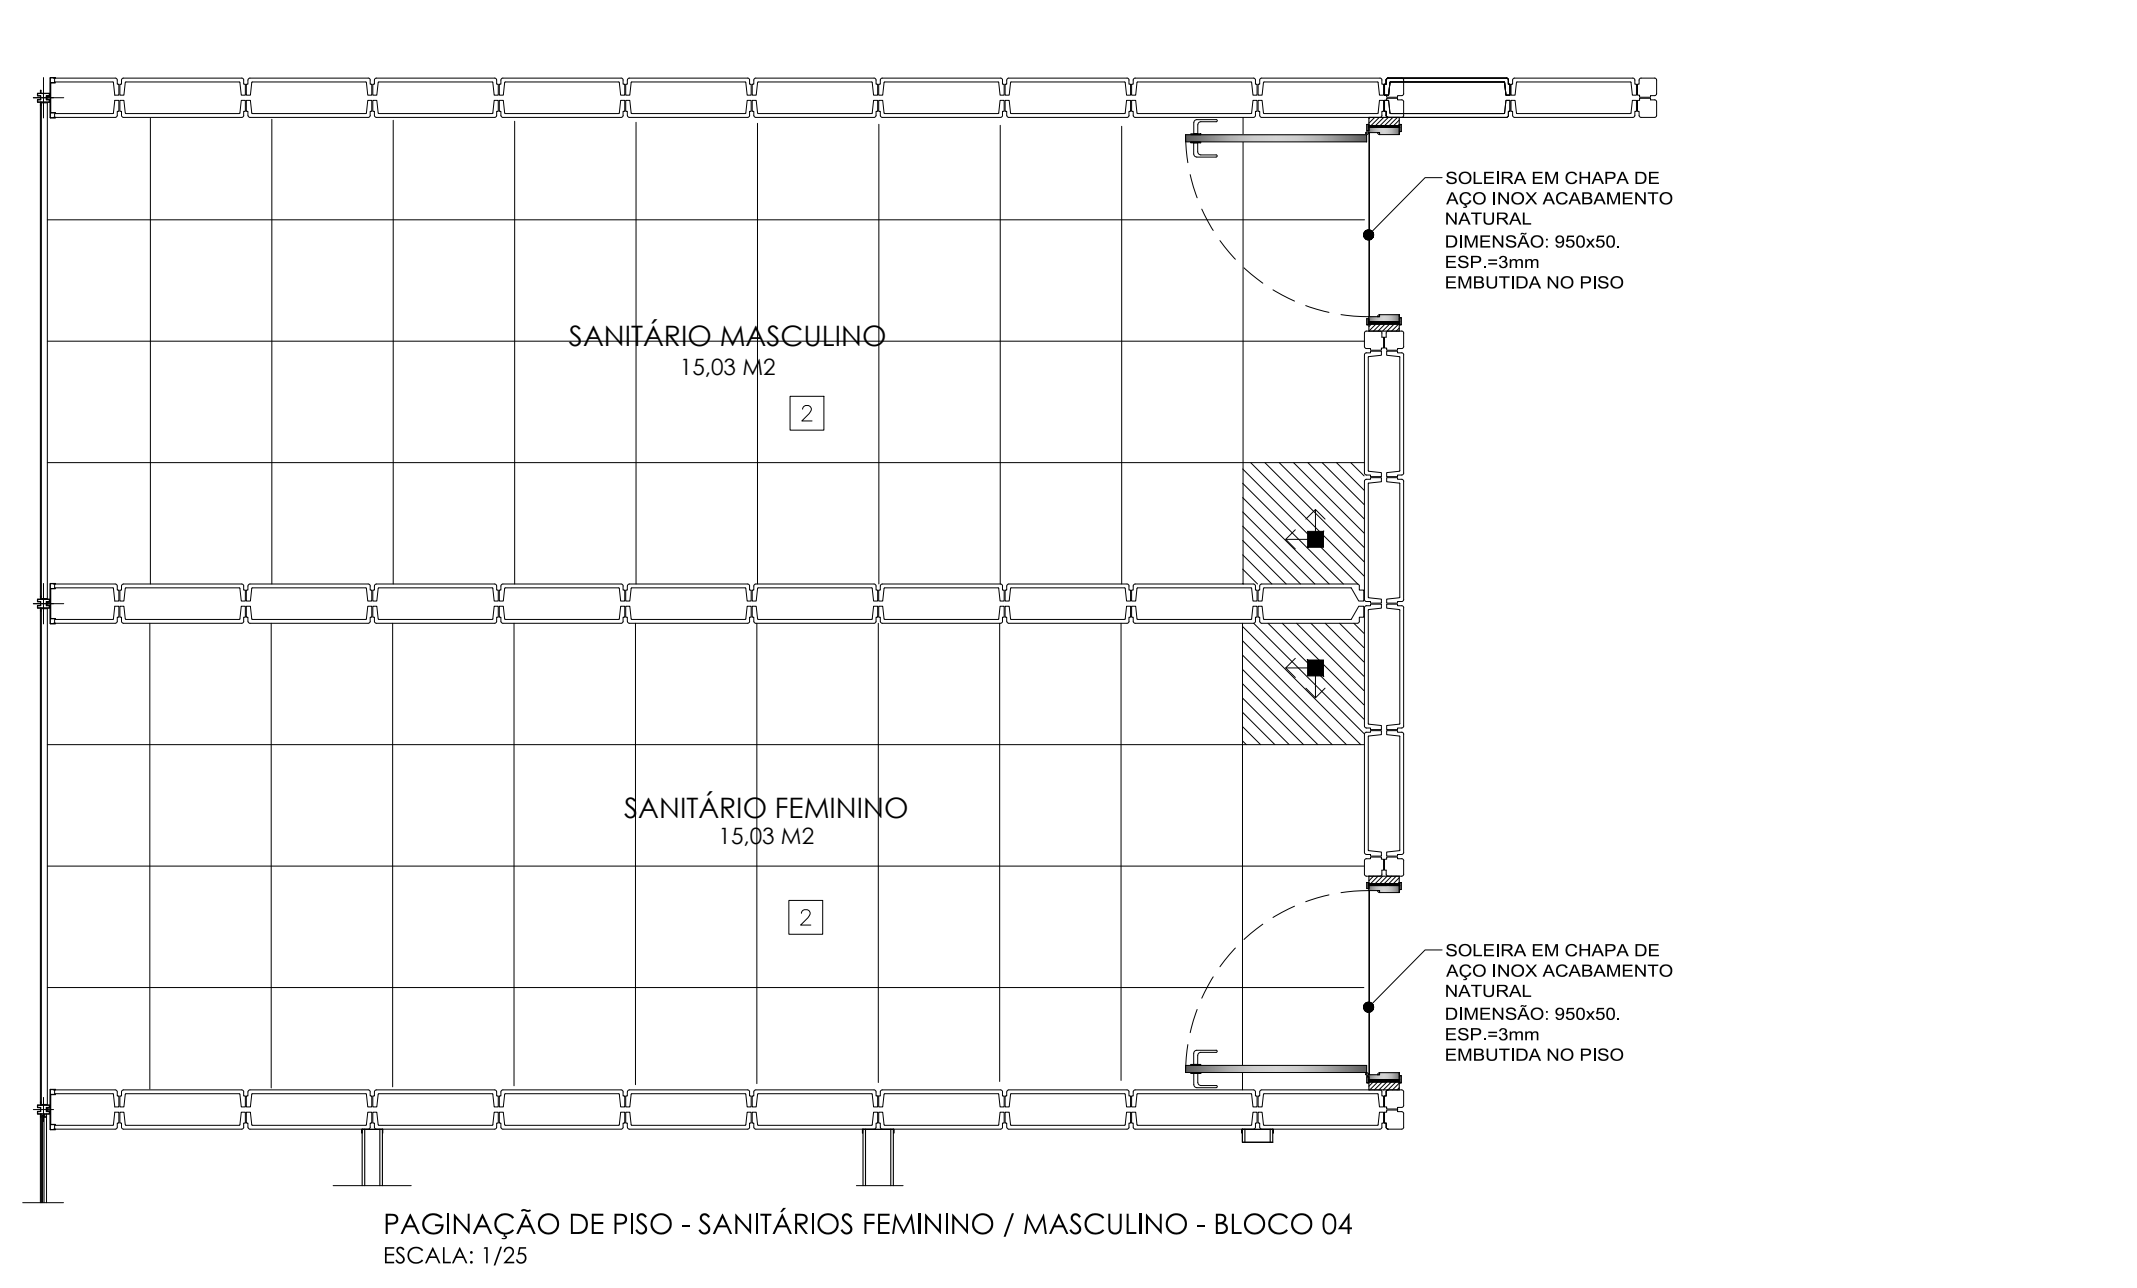 SOLEIRA EM CHAPA DE
AÇO INOX ACABAMENTO
NATURAL
DIMENSÃO: 950x50.
ESP.=3mm
EMBUTIDA NO PISO
SANITÁRIO MASCULINO
15,03 M2
2
SANITÁRIO FEMININO
15,03 M2
2
SOLEIRA EM CHAPA DE
AÇO INOX ACABAMENTO
NATURAL
DIMENSÃO: 950x50.
ESP.=3mm
EMBUTIDA NO PISO
PAGINAÇÃO DE PISO - SANITÁRIOS FEMININO / MASCULINO - BLOCO 04
ESCALA: 1/25